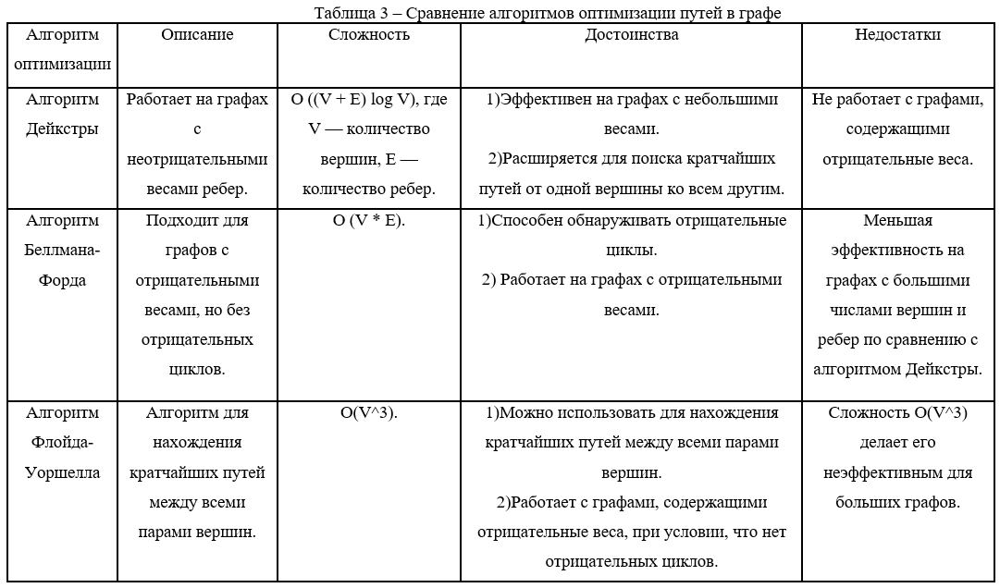 Таблица 3 – Сравнение алгоритмов оптимизации путей в графе
Алгоритм
оптимизации
Описание
Сложность
Достоинства
Недостатки
Алгоритм
Дейкстры
Работает на графах
с
неотрицательными
весами ребер.
O ((V + E) log V), где
V — количество
вершин, E —
количество ребер.
1)Эффективен на графах с небольшими
весами.
2)Расширяется для поиска кратчайших
путей от одной вершины ко всем другим.
Не работает с графами,
содержащими
отрицательные веса.
Алгоритм
Беллмана-
Форда
Подходит для
графов с
отрицательными
весами, но без
отрицательных
циклов.
O (V * E).
1)Способен обнаруживать отрицательные
циклы.
2) Работает на графах с отрицательными
весами.
Меньшая
эффективность на
графах с большими
числами вершин и
ребер по сравнению с
алгоритмом Дейкстры.
Алгоритм
Флойда-
Уоршелла
Алгоритм для
нахождения
кратчайших путей
между всеми
парами вершин.
O(V^3).
1)Можно использовать для нахождения
кратчайших путей между всеми парами
вершин.
2)Работает с графами, содержащими
отрицательные веса, при условии, что нет
отрицательных циклов.
Сложность O(V^3)
делает его
неэффективным для
больших графов.